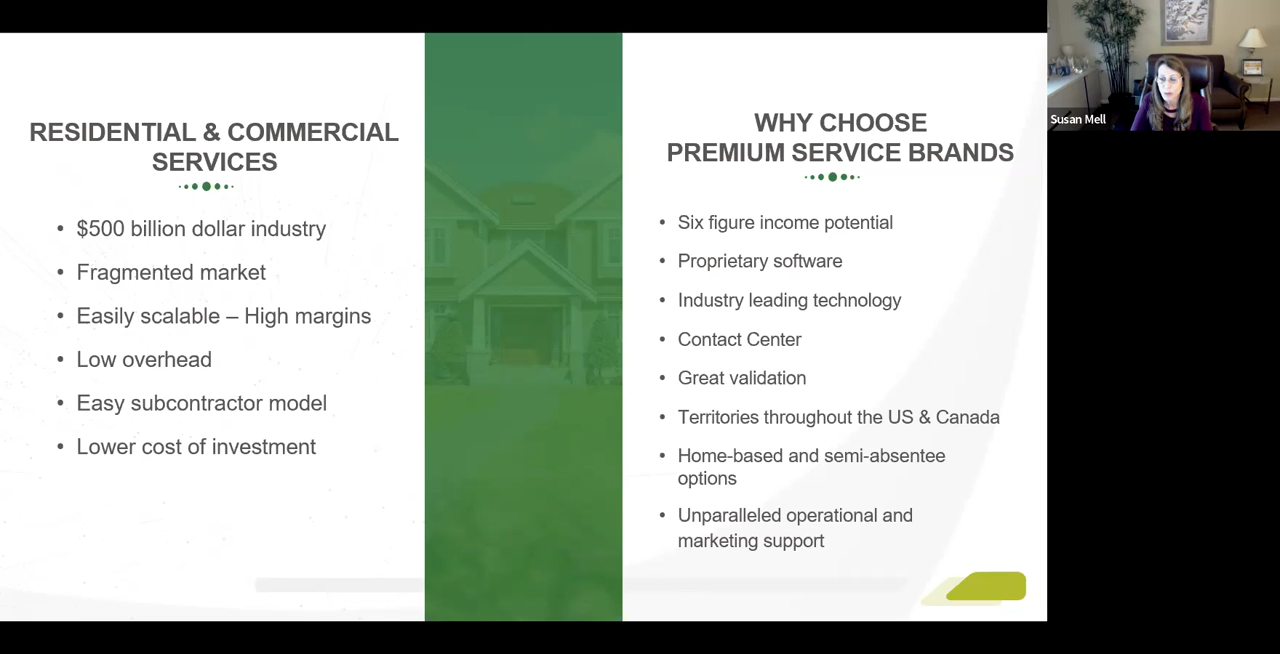 RESIDENTIAL & COMMERCIAL
SERVICES
• $500 billion dollar industry
• Fragmented market
• Easily scalable – High margins
• Low overhead
• Easy subcontractor model
• Lower cost of investment
WHY CHOOSE
PREMIUM SERVICE BRANDS
• Six figure income potential
• Proprietary software
• Industry leading technology
• Contact Center
• Great validation
• Territories throughout the US & Canada
• Home-based and semi-absentee
options
• Unparalleled operational and
marketing support
Susan Mell